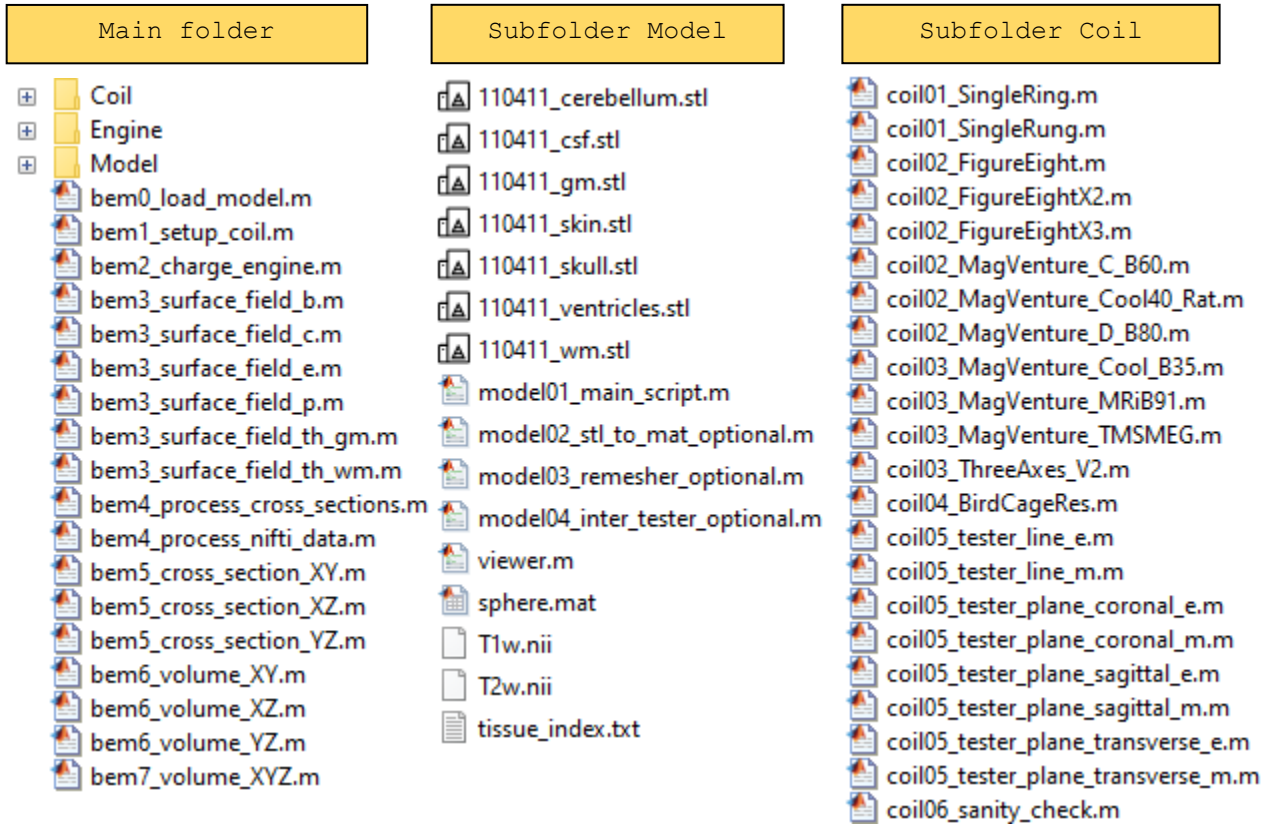 Main folder
Coil
Engine
Model
bem0_load_model.m
bem1_setup_coil.m
bem2_charge_engine.m
bem3_surface_field_b.m
bem3_surface_field_c.m
bem3_surface_field_e.m
bem3_surface_field_p.m
bem3_surface_field_th_gm.m
bem3_surface_field_th_wm.m
bem4_process_cross_sections.m
bem4_process_nifti_data.m
bem5_cross_section_XY.m
bem5_cross_section_XZ.m
bem5_cross_section_YZ.m
bem6_volume_XY.m
bem6_volume_XZ.m
bem6_volume_YZ.m
bem7_volume_XYZ.m
Subfolder Model
110411_cerebellum.stl
110411_csf.stl
110411_gm.stl
110411_skin.stl
110411_skull.stl
110411_ventricles.stl
110411_wm.stl
model01_main_script.m
model02_stl_to_mat_optional.m
model03_remesher_optional.m
model04_inter_tester_optional.m
viewer.m
sphere.mat
T1w.nii
T2w.nii
tissue_index.txt
Subfolder Coil
coil01_SingleRing.m
coil01_SingleRung.m
coil02_FigureEight.m
coil02_FigureEightX2.m
coil02_FigureEightX3.m
coil02_MagVenture_C_B60.m
coil02_MagVenture_Cool40_Rat.m
coil02_MagVenture_D_B80.m
coil03_MagVenture_Cool_B35.m
coil03_MagVenture_MRiB91.m
coil03_MagVenture_TMSMEG.m
coil03_ThreeAxes_V2.m
coil04_BirdCageRes.m
coil05_tester_line_e.m
coil05_tester_line_m.m
coil05_tester_plane_coronal_e.m
coil05_tester_plane_coronal_m.m
coil05_tester_plane_sagittal_e.m
coil05_tester_plane_sagittal_m.m
coil05_tester_plane_transverse_e.m
coil05_tester_plane_transverse_m.m
coil06_sanity_check.m